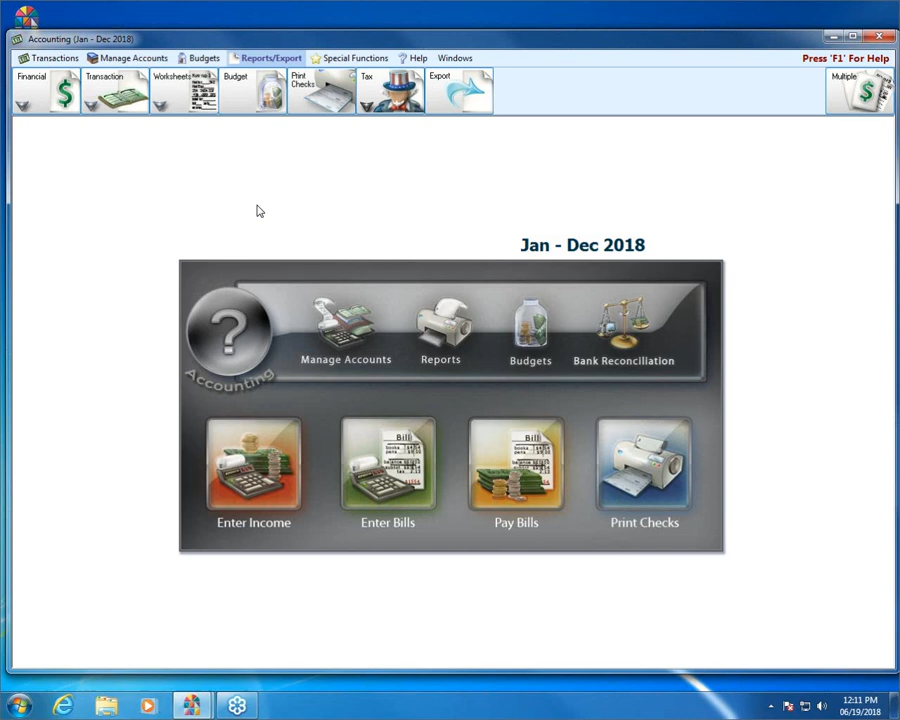 Accounting (Jan - Dec 2018)
Transactions Manage Accounts Budgets Reports/Export Special Functions Help Windows Press 'F1' For Help
Financial Transaction Worksheets Budget Print Checks Tax Export Multiple
Jan - Dec 2018
?
Accounting
Manage Accounts Reports Budgets Bank Reconciliation
Bill Bill
Enter Income Enter Bills Pay Bills Print Checks
12:11 PM
06/19/2018